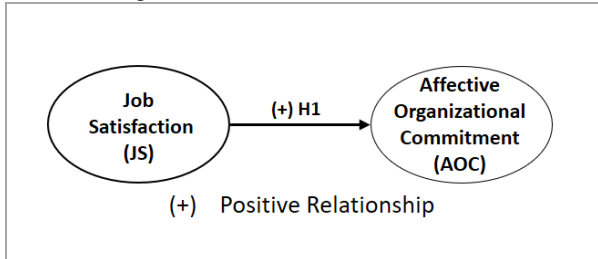 Job
Satisfaction
(JS)
(+) H1
Affective
Organizational
Commitment
(AOC)
(+) Positive Relationship